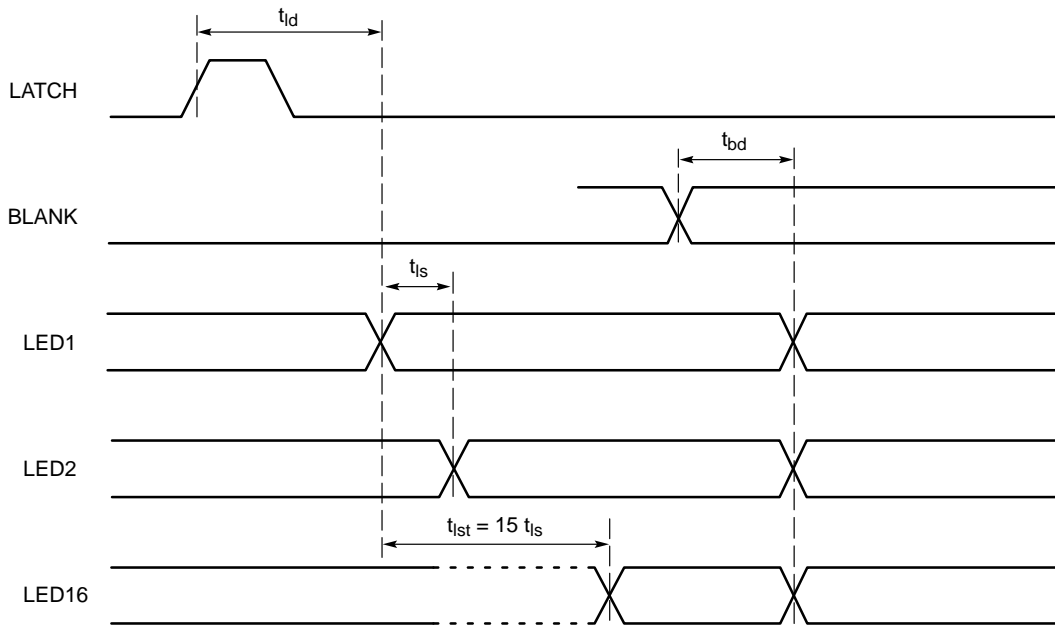 t_ld
LATCH
t_bd
BLANK
t_ls
LED1
LED2
t_lst = 15 t_ls
LED16